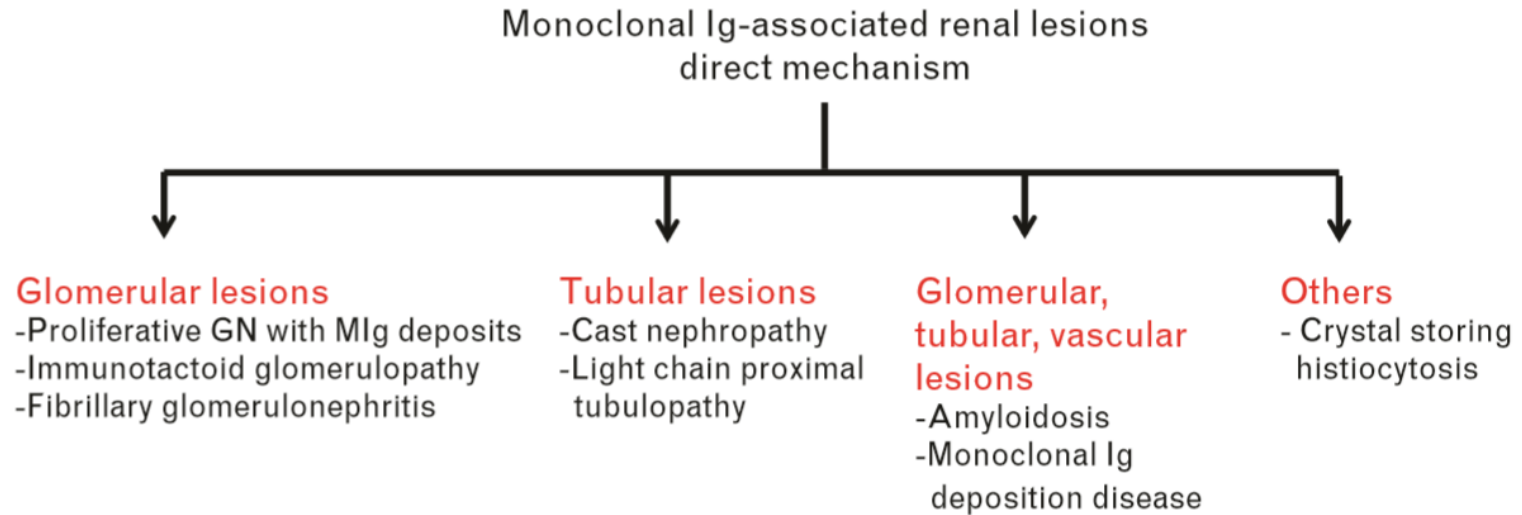 Monoclonal Ig-associated renal lesions
direct mechanism
Glomerular lesions
-Proliferative GN with MIg deposits
-Immunotactoid glomerulopathy
-Fibrillary glomerulonephritis
Tubular lesions
-Cast nephropathy
-Light chain proximal
tubulopathy
Glomerular,
tubular, vascular
lesions
-Amyloidosis
-Monoclonal Ig
deposition disease
Others
- Crystal storing
histiocytosis